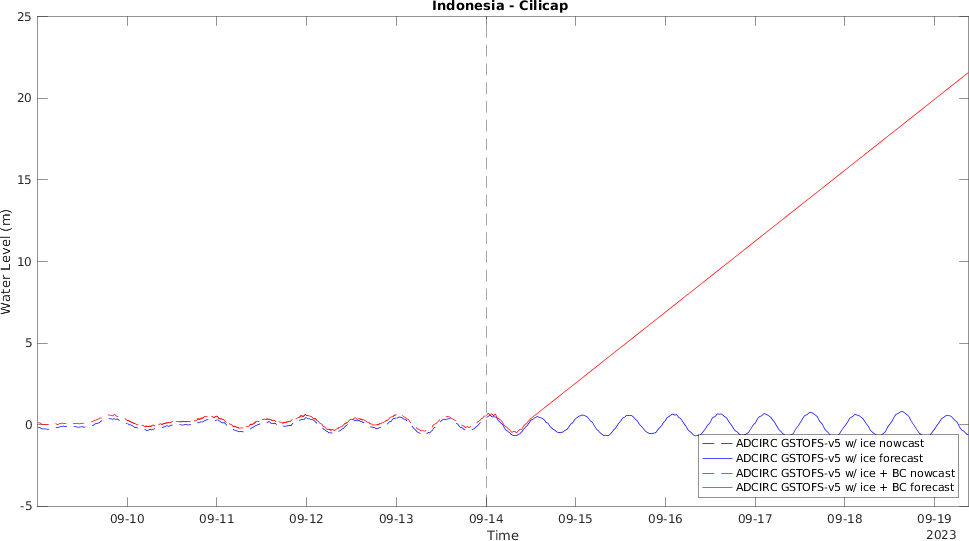 Indonesia - Cilicap
25
20
15
10
5
0
-5
Water Level (m)
ADCIRC GSTOFS-v5 w/ ice nowcast
ADCIRC GSTOFS-v5 w/ ice forecast
ADCIRC GSTOFS-v5 w/ ice + BC nowcast
ADCIRC GSTOFS-v5 w/ ice + BC forecast
09-10 09-11 09-12 09-13 09-14 09-15 09-16 09-17 09-18 09-19
Time
2023